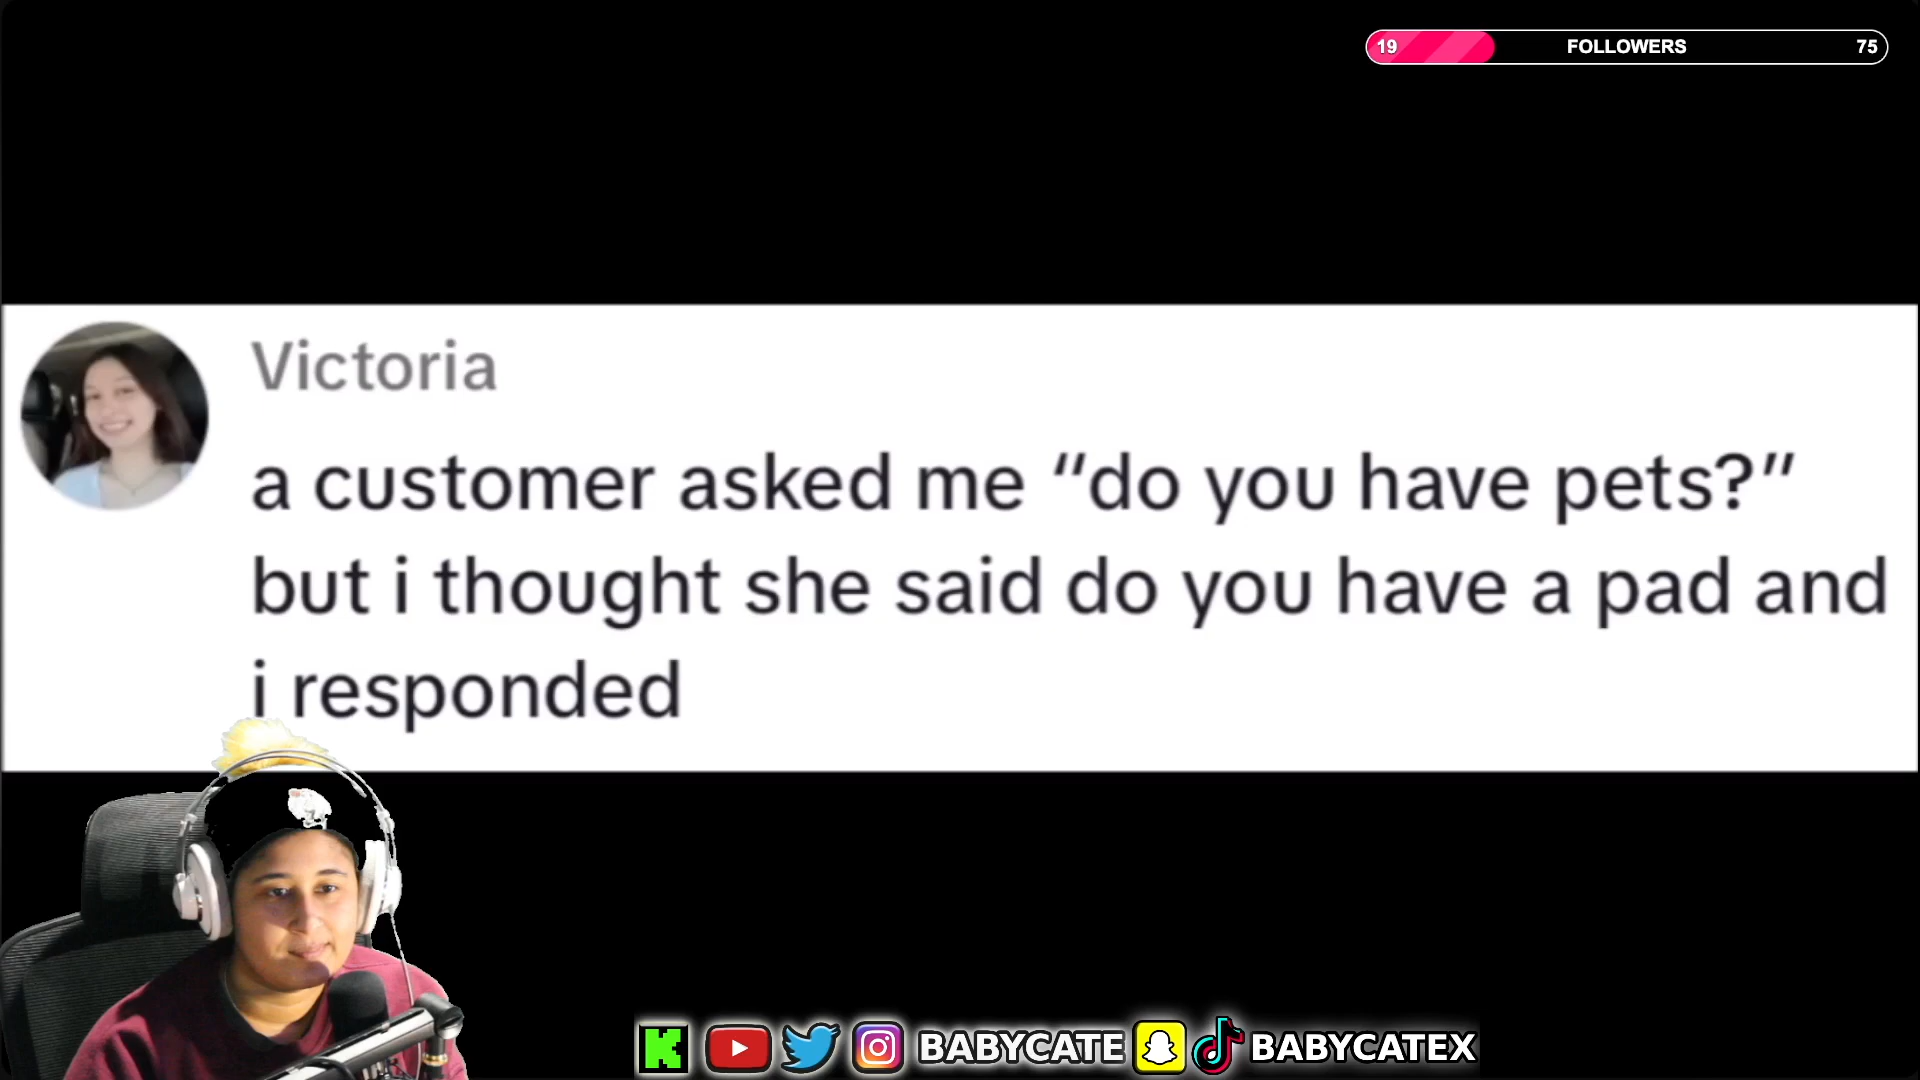 19 FOLLOWERS 75
Victoria
a customer asked me “do you have pets?”
but i thought she said do you have a pad and
i responded
BABYCATE BABYCATEX